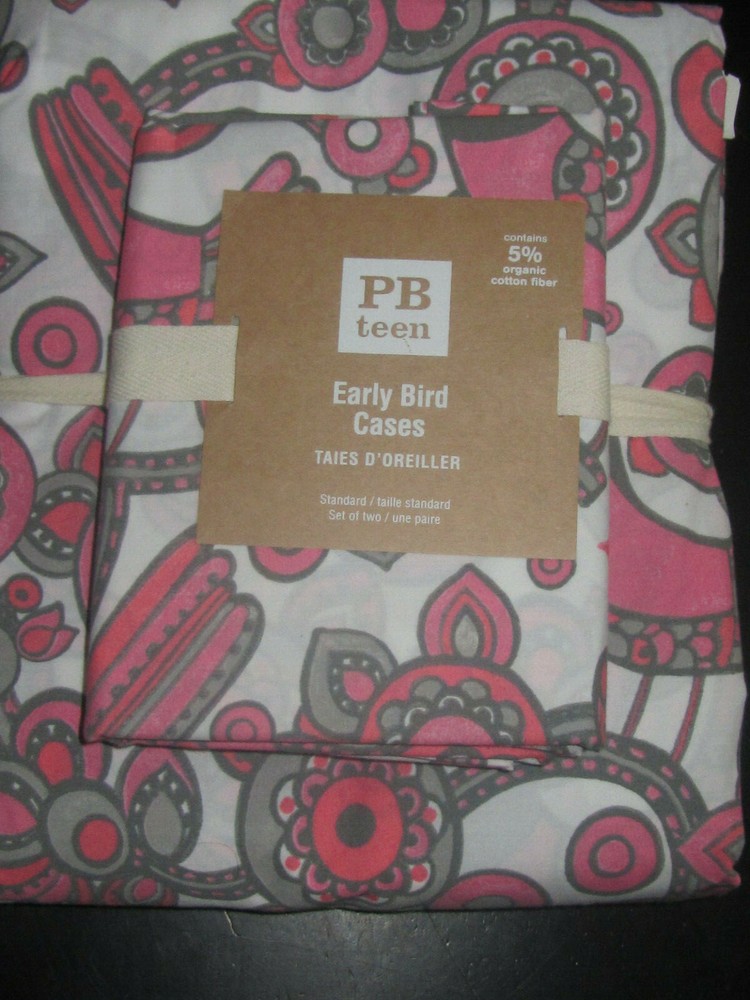 contains
5%
organic
cotton fiber
PB
teen
Early Bird
Cases
TAIES D'OREILLER
Standard / taille standard
Set of two / une paire